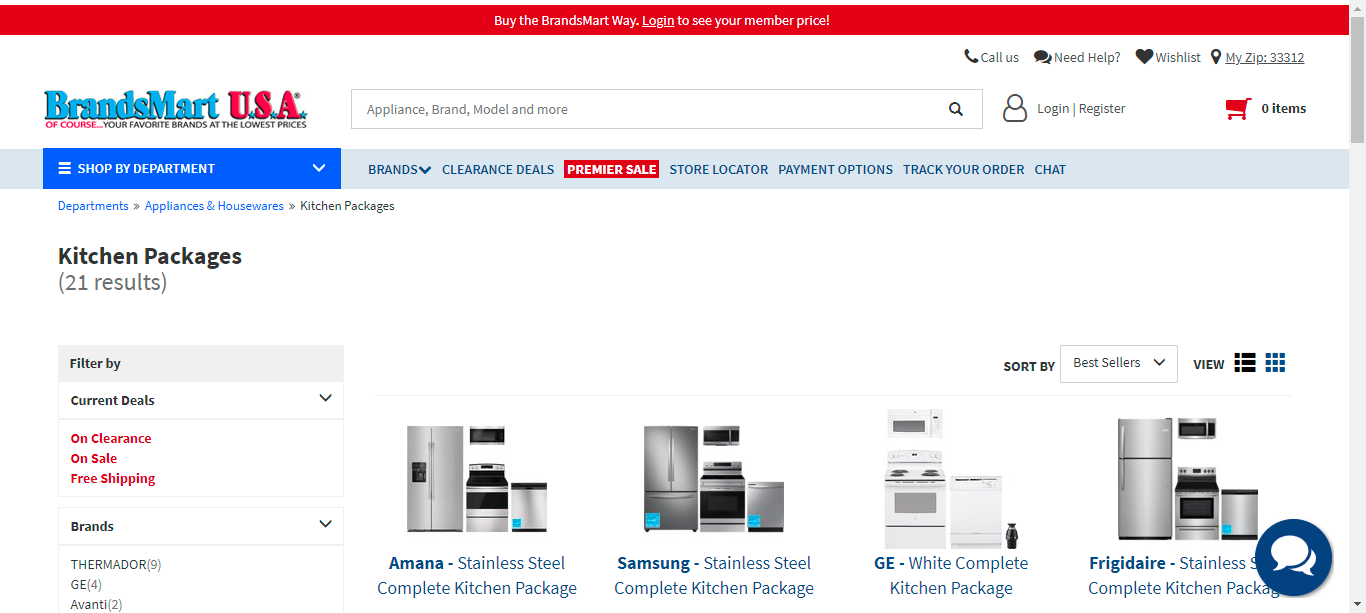 Buy the BrandsMart Way. Login to see your member price!
Call us Need Help? Wishlist My Zip: 33312
BrandsMart U.S.A.®
OF COURSE...YOUR FAVORITE BRANDS AT THE LOWEST PRICES
Appliance, Brand, Model and more
Login | Register
0 items
SHOP BY DEPARTMENT
BRANDS CLEARANCE DEALS PREMIER SALE STORE LOCATOR PAYMENT OPTIONS TRACK YOUR ORDER CHAT
Departments » Appliances & Housewares » Kitchen Packages
Kitchen Packages
(21 results)
Filter by
Current Deals
On Clearance
On Sale
Free Shipping
Brands
THERMADOR(9)
GE(4)
Avanti(2)
SORT BY Best Sellers VIEW
Amana - Stainless Steel
Complete Kitchen Package
Samsung - Stainless Steel
Complete Kitchen Package
GE - White Complete
Kitchen Package
Frigidaire - Stainless S
Complete Kitchen Packag